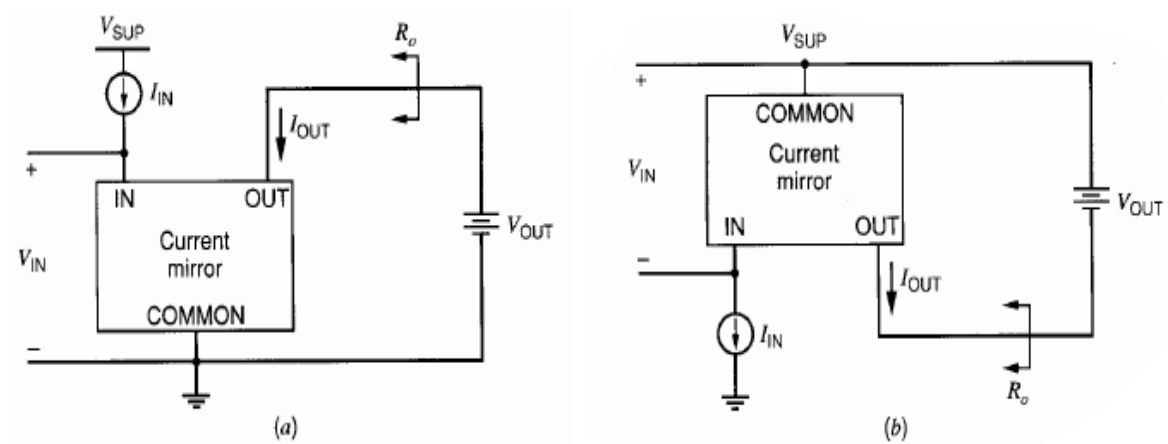 V_SUP
I_IN
R_o
I_OUT
+
IN OUT
V_IN
Current
mirror
V_OUT
COMMON
−
(a)
V_SUP
+
COMMON
V_IN
Current
mirror
V_OUT
IN OUT
−
I_OUT
I_IN
R_o
(b)